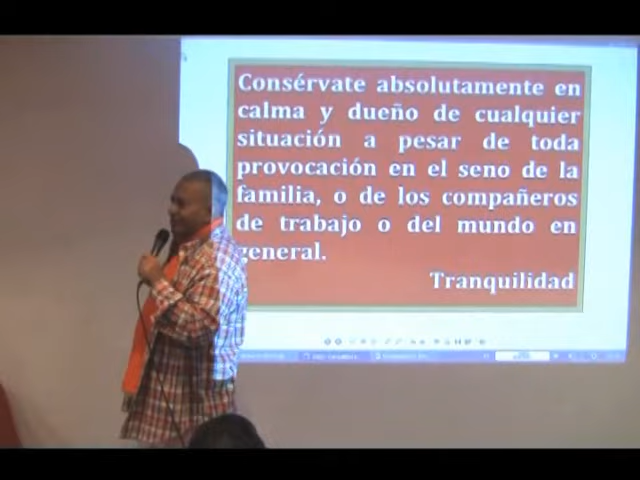 Consérvate absolutamente en
calma y dueño de cualquier
situación a pesar de toda
provocación en el seno de la
familia, o de los compañeros
de trabajo o del mundo en
general.
Tranquilidad